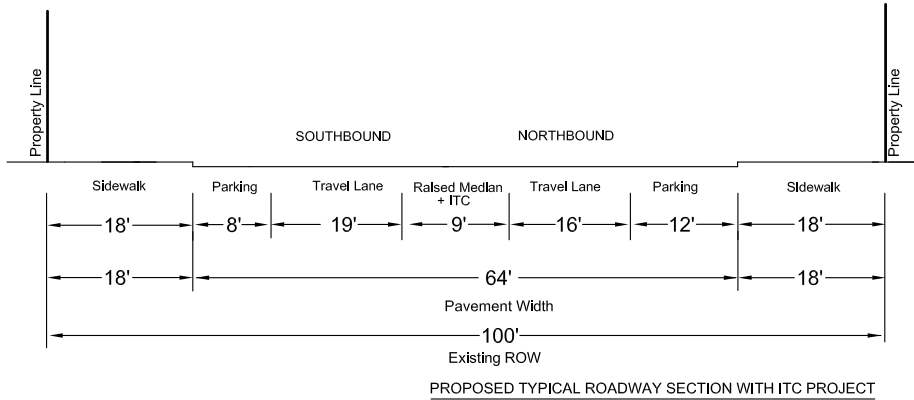 Property Line
Property Line
SOUTHBOUND NORTHBOUND
Sidewalk Parking Travel Lane Raised Median Travel Lane Parking Sidewalk
+ ITC
18' 8' 19' 9' 16' 12' 18'
18' 64' 18'
Pavement Width
100'
Existing ROW
PROPOSED TYPICAL ROADWAY SECTION WITH ITC PROJECT